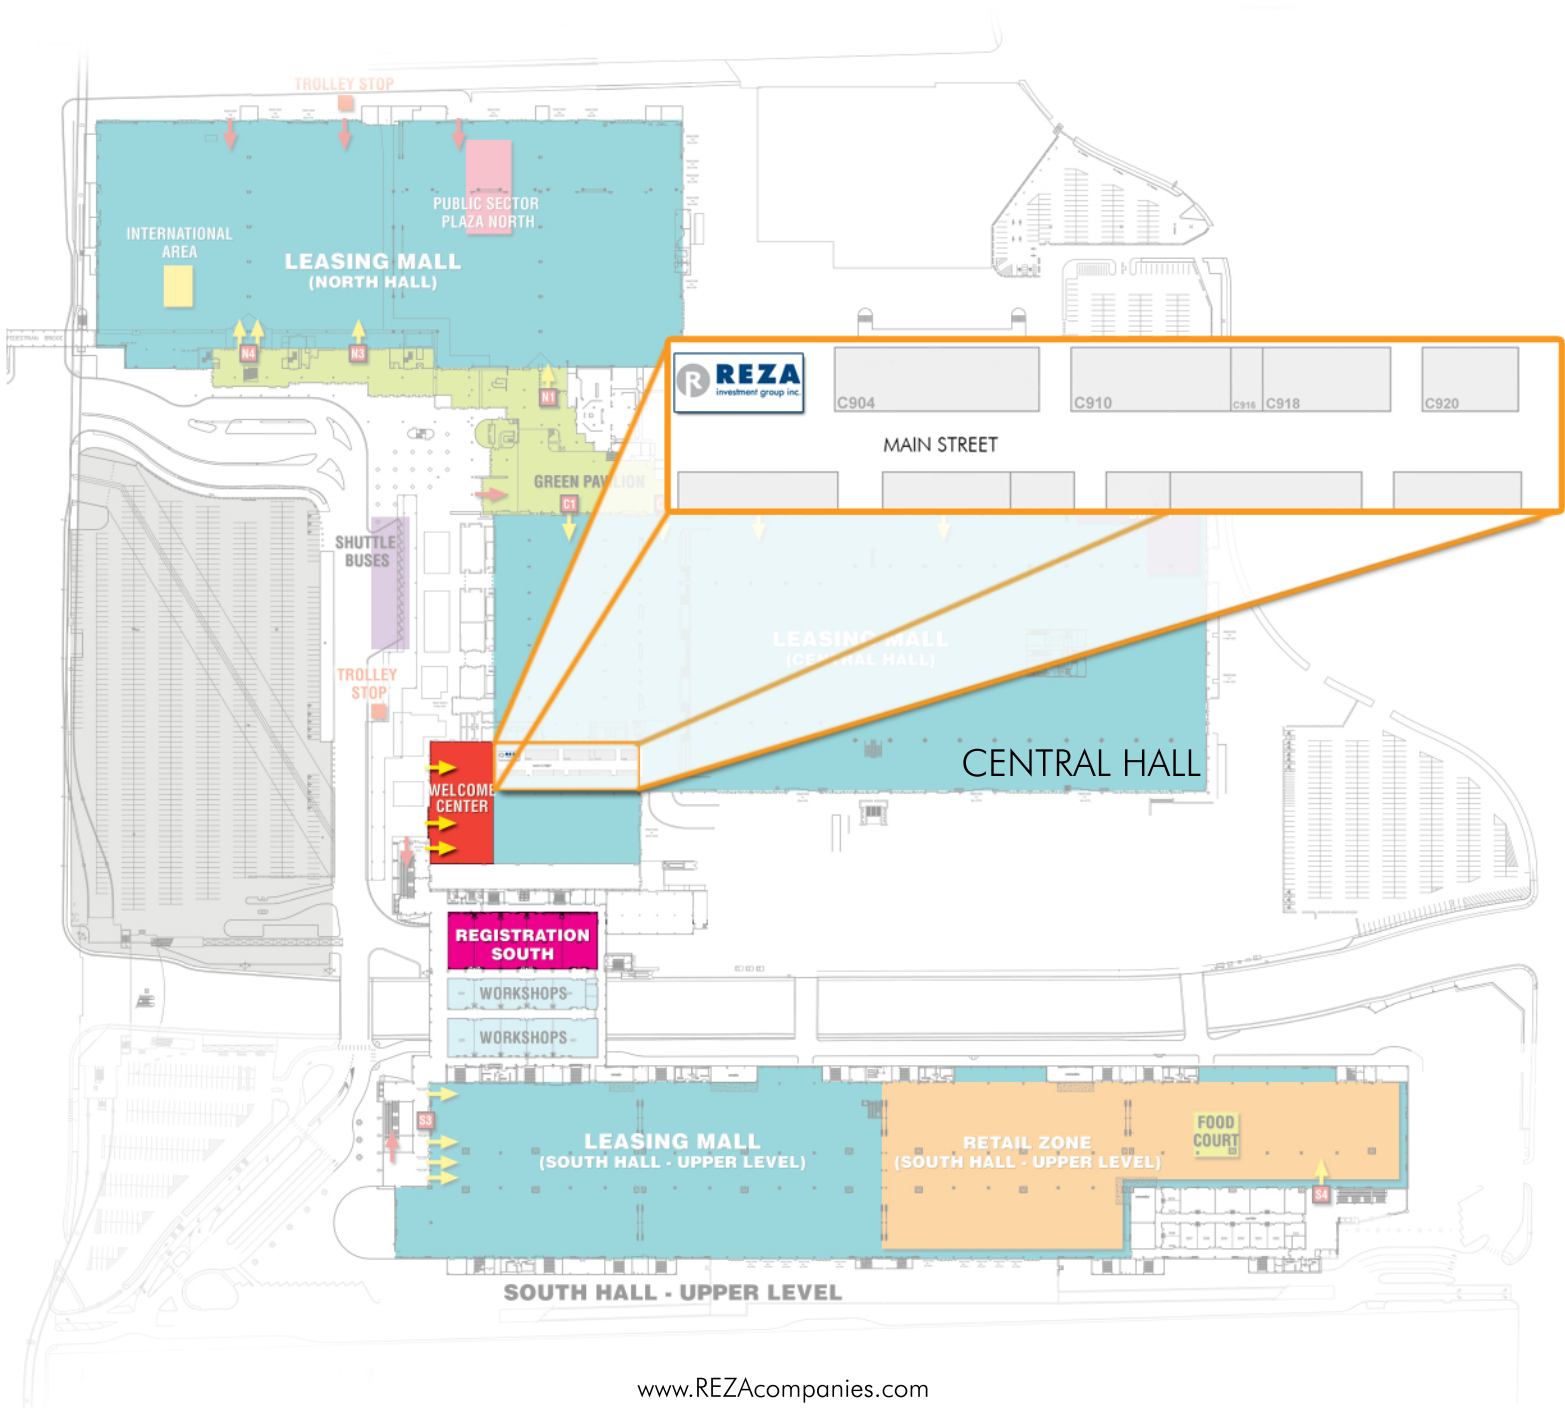 TROLLEY STOP
PUBLIC SECTOR
PLAZA NORTH
INTERNATIONAL
AREA
LEASING MALL
(NORTH HALL)
PEDESTRIAN BRIDGE
N4
N3
N1
R REZA
investment group inc.
C904
C910
C916
C918
C920
MAIN STREET
GREEN PAVILION
C1
SHUTTLE
BUSES
LEASING MALL
(CENTRAL HALL)
TROLLEY
STOP
CENTRAL HALL
WELCOME
CENTER
REGISTRATION
SOUTH
WORKSHOPS
WORKSHOPS
S3
LEASING MALL
(SOUTH HALL - UPPER LEVEL)
RETAIL ZONE
(SOUTH HALL - UPPER LEVEL)
FOOD
COURT
S4
SOUTH HALL - UPPER LEVEL
www.REZAcompanies.com